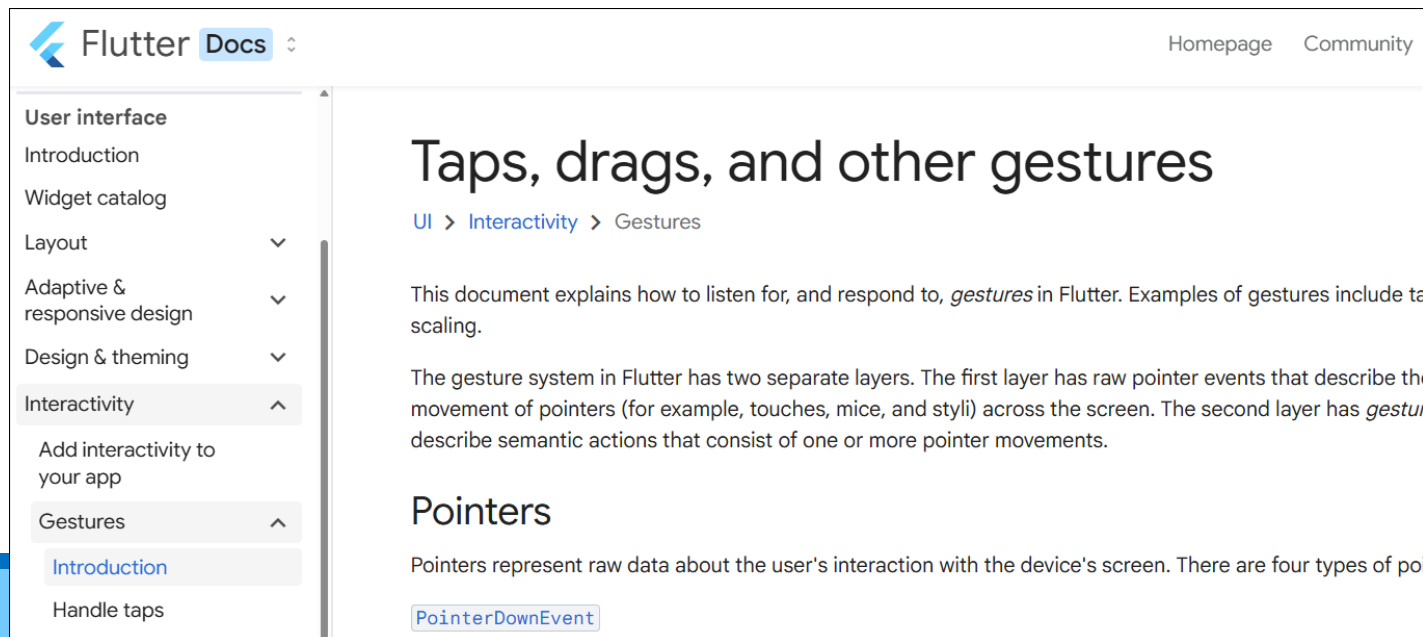 Flutter Docs
Homepage Community
User interface
Introduction
Widget catalog
Layout
Adaptive &
responsive design
Design & theming
Interactivity
Add interactivity to
your app
Gestures
Introduction
Handle taps
Taps, drags, and other gestures
UI > Interactivity > Gestures
This document explains how to listen for, and respond to, gestures in Flutter. Examples of gestures include
scaling.
The gesture system in Flutter has two separate layers. The first layer has raw pointer events that describe
movement of pointers (for example, touches, mice, and styli) across the screen. The second layer has
describe semantic actions that consist of one or more pointer movements.
Pointers
Pointers represent raw data about the user's interaction with the device's screen. There are four types of
PointerDownEvent